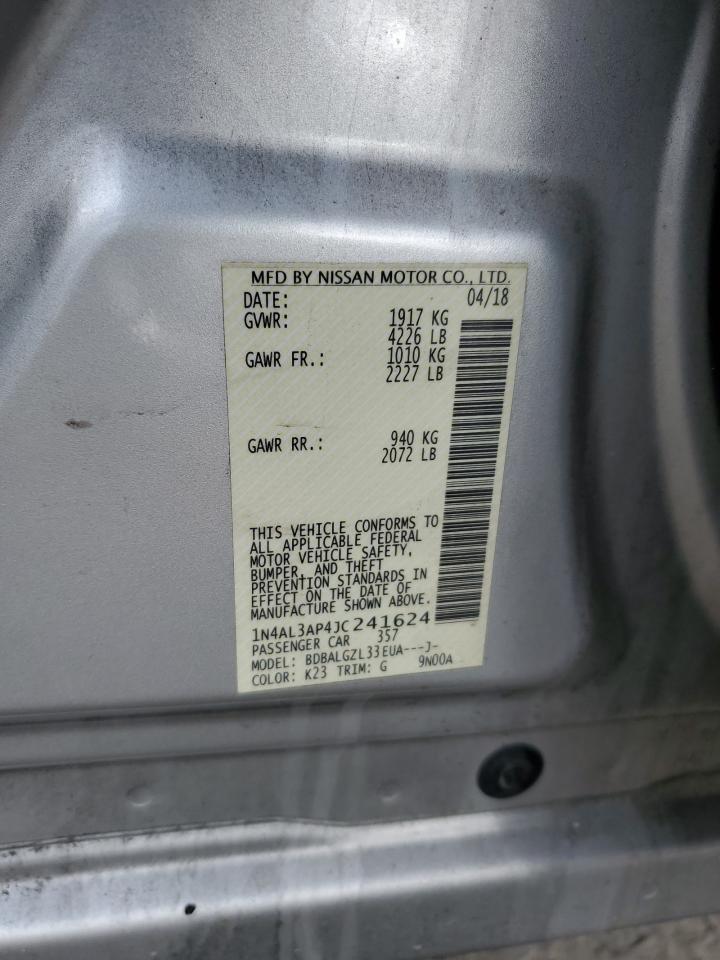 MFD BY NISSAN MOTOR CO., LTD.
DATE: 04/18
GVWR: 1917 KG
4226 LB
GAWR FR.: 1010 KG
2227 LB
GAWR RR.: 940 KG
2072 LB
THIS VEHICLE CONFORMS TO
ALL APPLICABLE FEDERAL
MOTOR VEHICLE SAFETY,
BUMPER, AND THEFT
PREVENTION STANDARDS IN
EFFECT ON THE DATE OF
MANUFACTURE SHOWN ABOVE.
1N4AL3AP4JC241624
PASSENGER CAR 357
MODEL: BDBALGZL33EUA---J-
COLOR: K23 TRIM: G 9N00A